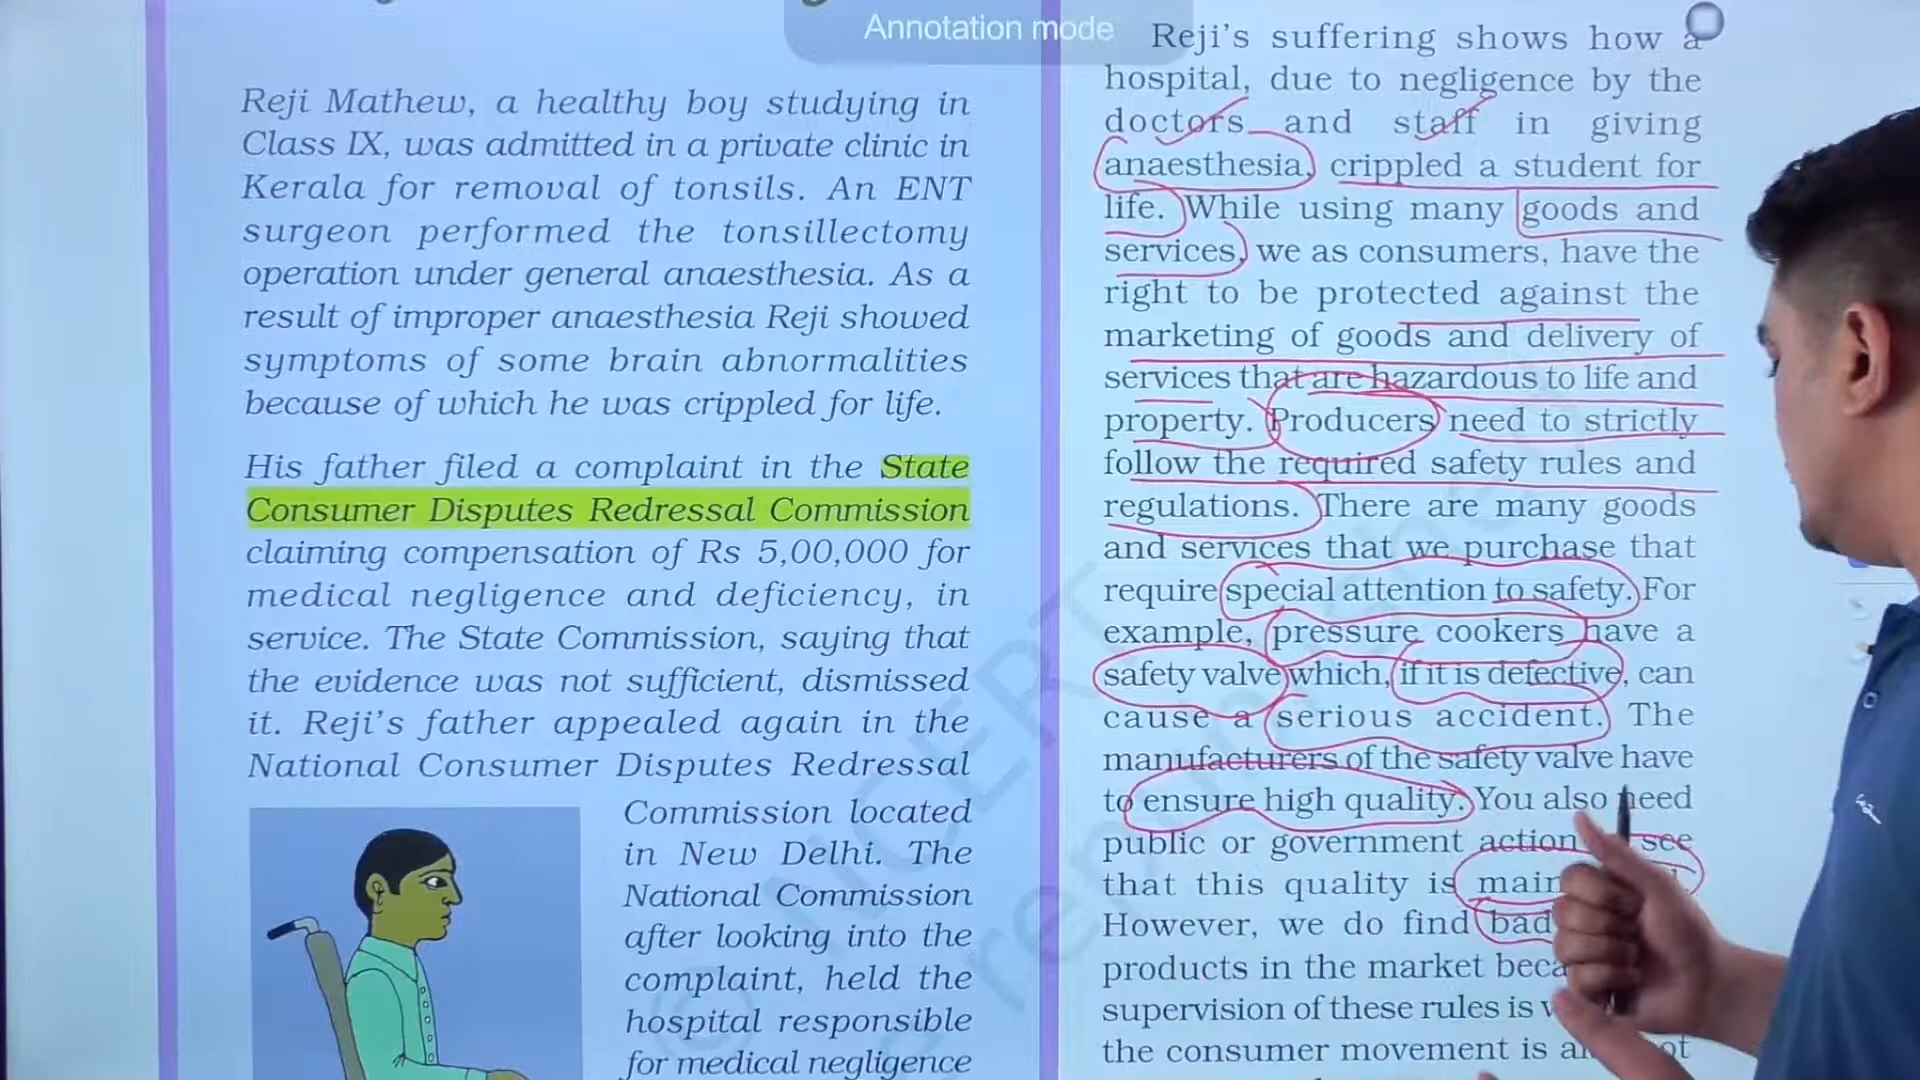 Annotation mode
Reji Mathew, a healthy boy studying in
Class IX, was admitted in a private clinic in
Kerala for removal of tonsils. An ENT
surgeon performed the tonsillectomy
operation under general anaesthesia. As a
result of improper anaesthesia Reji showed
symptoms of some brain abnormalities
because of which he was crippled for life.
His father filed a complaint in the State
Consumer Disputes Redressal Commission
claiming compensation of Rs 5,00,000 for
medical negligence and deficiency, in
service. The State Commission, saying that
the evidence was not sufficient, dismissed
it. Reji's father appealed again in the
National Consumer Disputes Redressal
Commission located
in New Delhi. The
National Commission
after looking into the
complaint, held the
hospital responsible
for medical negligence
Reji's suffering shows how a
hospital, due to negligence by the
doctors and staff in giving
anaesthesia, crippled a student for
life. While using many goods and
services, we as consumers, have the
right to be protected against the
marketing of goods and delivery of
services that are hazardous to life and
property. Producers need to strictly
follow the required safety rules and
regulations. There are many goods
and services that we purchase that
require special attention to safety. For
example, pressure cookers have a
safety valve which, if it is defective, can
cause a serious accident. The
manufacturers of the safety valve have
to ensure high quality. You also need
public or government action see
that this quality is
However, we do find bad
products in the market
supervision of these rules is
the consumer movement is
© NCERT